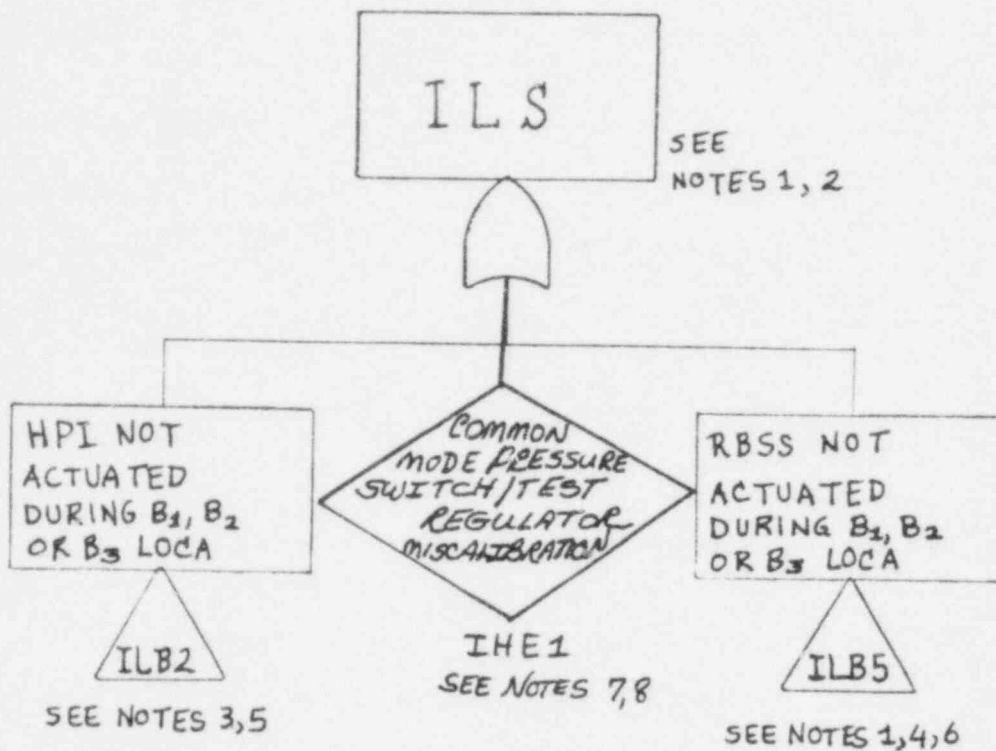 ILS
SEE
NOTES 1, 2
HPI NOT
ACTUATED
DURING B1, B2
OR B3 LOCA
ILB2
SEE NOTES 3,5
COMMON
MODE PRESSURE
SWITCH/TEST
REGULATOR
MISCALIBRATION
IHE1
SEE NOTES 7,8
RBSS NOT
ACTUATED
DURING B1, B2
OR B3 LOCA
ILB5
SEE NOTES 1,4,6